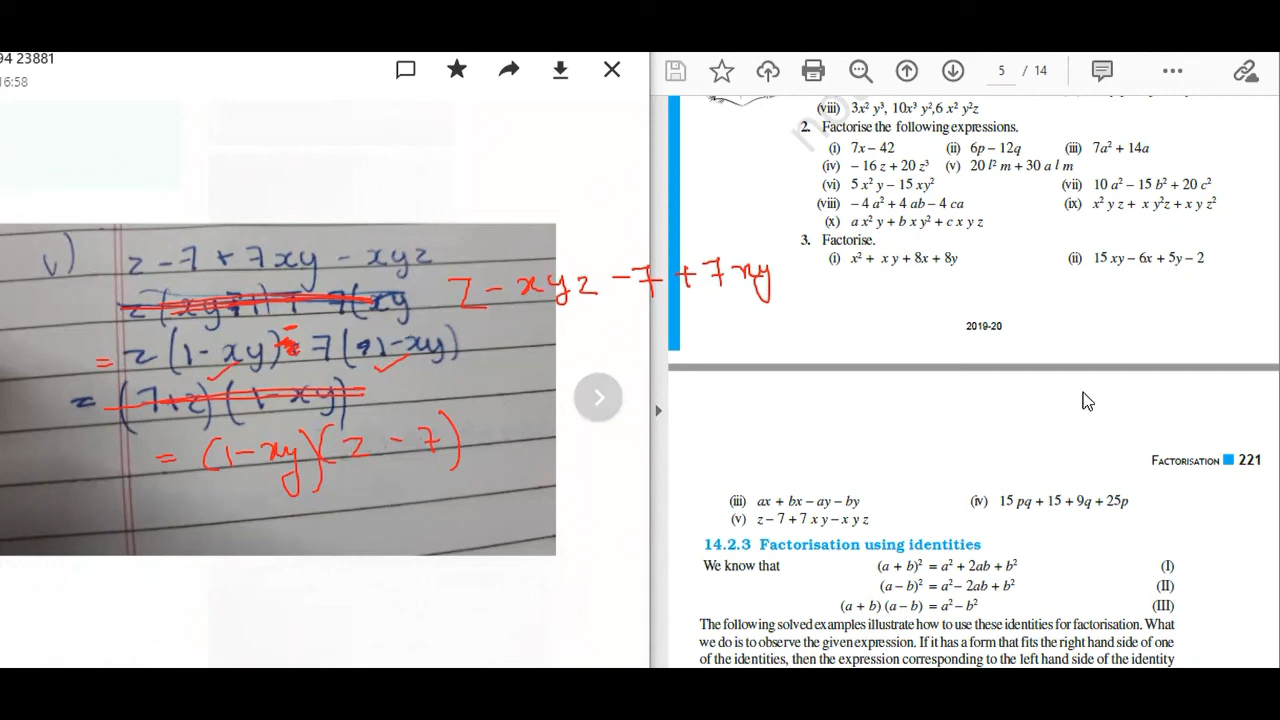 94 23881
16:58
v) z - 7 + 7xy - xyz
z - xyz - 7 + 7xy
= z (1 - xy) - 7 (1 - xy)
= (7+z) (1 - xy)
= (1 - xy) (z - 7)
5 / 14
(viii) 3x² y³, 10x³ y²,6 x² y²z
2. Factorise the following expressions.
(i) 7x – 42 (ii) 6p – 12q (iii) 7a² + 14a
(iv) – 16 z + 20 z³ (v) 20 l² m + 30 a l m
(vi) 5 x² y – 15 xy² (vii) 10 a² – 15 b² + 20 c²
(viii) – 4 a² + 4 ab – 4 ca (ix) x² y z + x y²z + x y z²
(x) a x² y + b x y² + c x y z
3. Factorise.
(i) x² + x y + 8x + 8y (ii) 15 xy – 6x + 5y – 2
2019-20
FACTORISATION 221
(iii) ax + bx – ay – by (iv) 15 pq + 15 + 9q + 25p
(v) z – 7 + 7 x y – x y z
14.2.3 Factorisation using identities
We know that (a + b)² = a² + 2ab + b² (I)
(a – b)² = a² – 2ab + b² (II)
(a + b) (a – b) = a² – b² (III)
The following solved examples illustrate how to use these identities for factorisation. What
we do is to observe the given expression. If it has a form that fits the right hand side of one
of the identities, then the expression corresponding to the left hand side of the identity